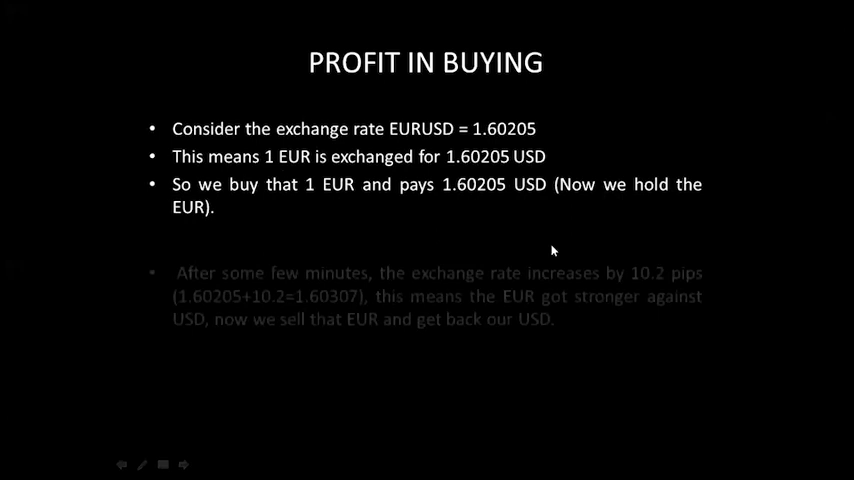 PROFIT IN BUYING
• Consider the exchange rate EURUSD = 1.60205
• This means 1 EUR is exchanged for 1.60205 USD
• So we buy that 1 EUR and pays 1.60205 USD (Now we hold the
EUR).
• After some few minutes, the exchange rate increases by 10.2 pips
(1.60205+10.2=1.60307), this means the EUR got stronger against
USD, now we sell that EUR and get back our USD.